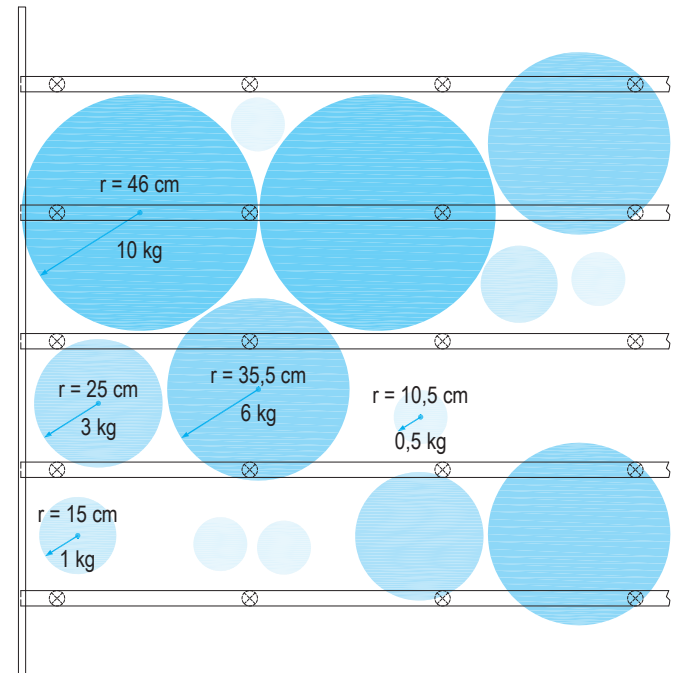 r = 46 cm
10 kg
r = 25 cm
3 kg
r = 35,5 cm
6 kg
r = 10,5 cm
0,5 kg
r = 15 cm
1 kg